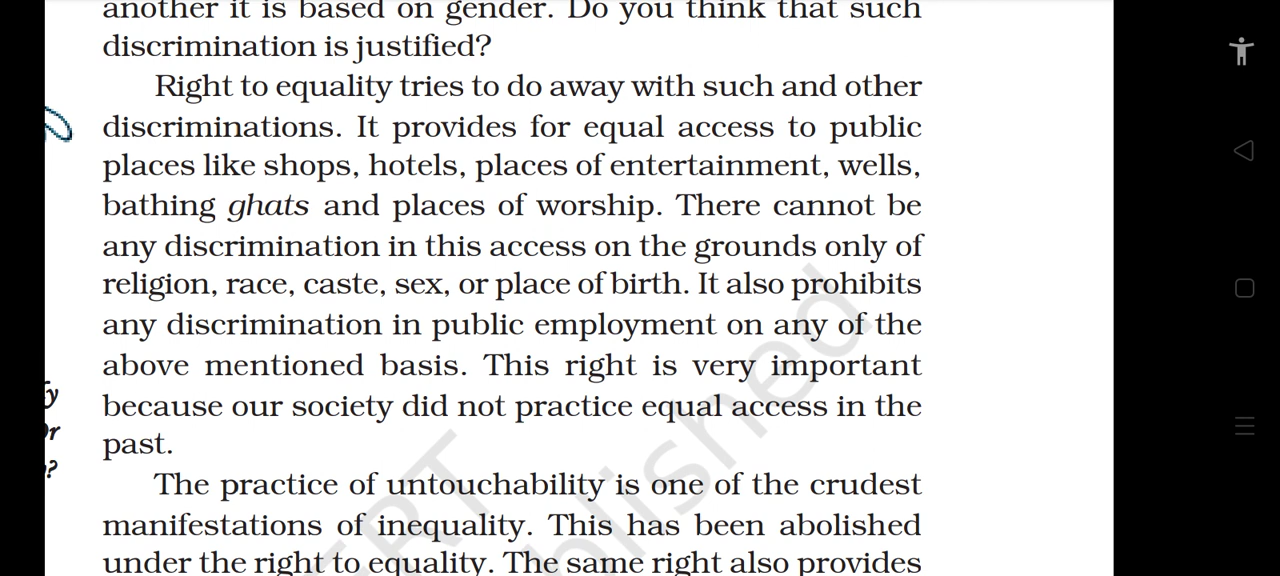 another it is based on gender. Do you think that such
discrimination is justified?
Right to equality tries to do away with such and other
discriminations. It provides for equal access to public
places like shops, hotels, places of entertainment, wells,
bathing ghats and places of worship. There cannot be
any discrimination in this access on the grounds only of
religion, race, caste, sex, or place of birth. It also prohibits
any discrimination in public employment on any of the
above mentioned basis. This right is very important
because our society did not practice equal access in the
past.
The practice of untouchability is one of the crudest
manifestations of inequality. This has been abolished
under the right to equality. The same right also provides